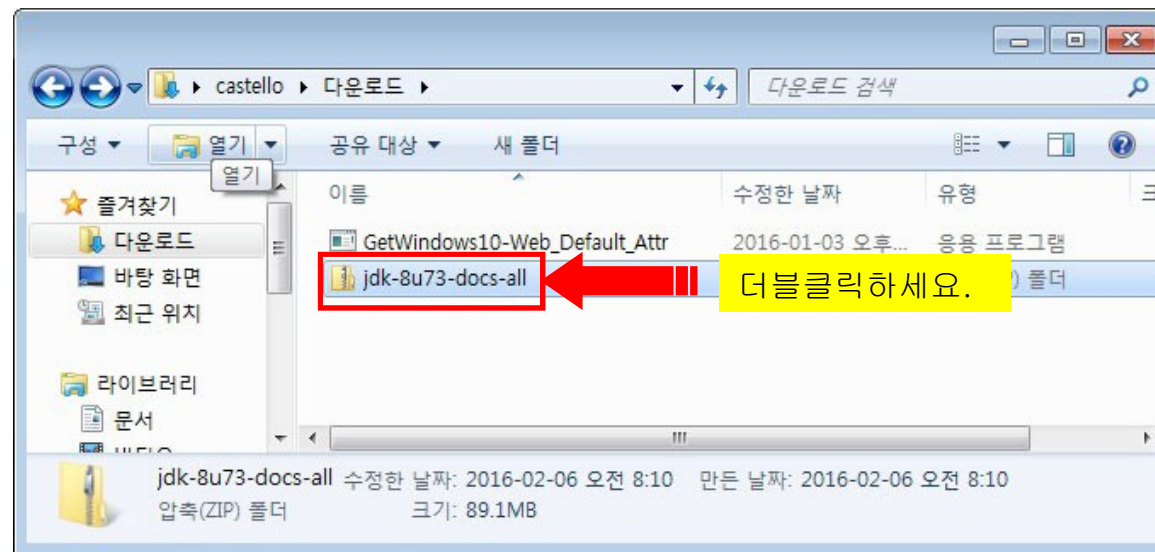 castello 다운로드
다운로드 검색
구성 열기 공유 대상 새 폴더
열기
이름 수정한 날짜 유형
즐겨찾기
다운로드
바탕 화면
최근 위치
라이브러리
문서
GetWindows10-Web_Default_Attr 2016-01-03 오후... 응용 프로그램
jdk-8u73-docs-all 더블클릭하세요. ) 폴더
jdk-8u73-docs-all 수정한 날짜: 2016-02-06 오전 8:10 만든 날짜: 2016-02-06 오전 8:10
압축(ZIP) 폴더 크기: 89.1MB